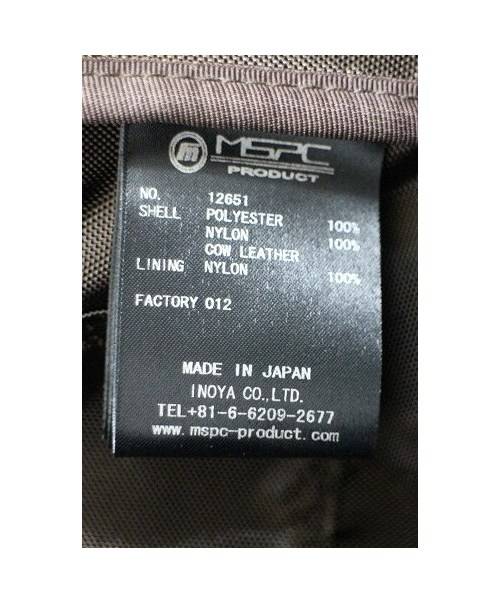 m MSPC
PRODUCT
NO. 12651
SHELL POLYESTER 100%
NYLON 100%
COW LEATHER
LINING NYLON 100%
FACTORY 012
MADE IN JAPAN
INOYA CO.,LTD.
TEL+81-6-6209-2677
www.mspc-product.com